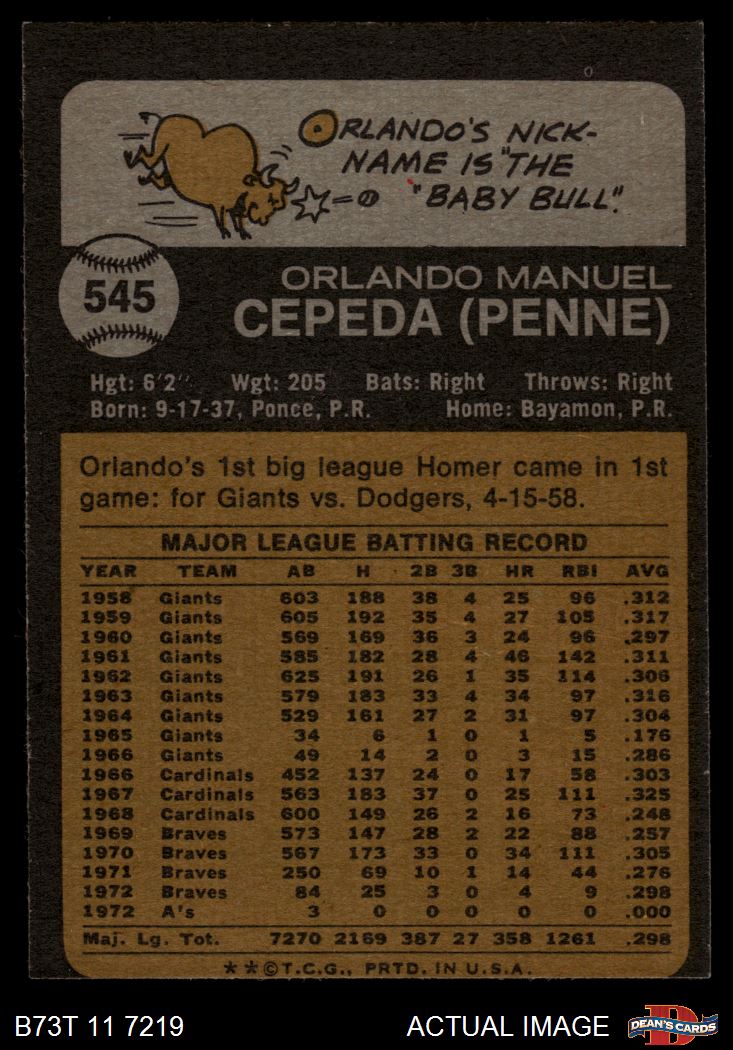 ORLANDO'S NICK-
NAME IS "THE
"BABY BULL".
545
ORLANDO MANUEL
CEPEDA (PENNE)
Hgt: 6'2" Wgt: 205 Bats: Right Throws: Right
Born: 9-17-37, Ponce, P.R. Home: Bayamon, P.R.
Orlando's 1st big league Homer came in 1st
game: for Giants vs. Dodgers, 4-15-58.
MAJOR LEAGUE BATTING RECORD
YEAR TEAM AB H 2B 3B HR RBI AVG
1958 Giants 603 188 38 4 25 96 .312
1959 Giants 605 192 35 4 27 105 .317
1960 Giants 569 169 36 3 24 96 .297
1961 Giants 585 182 28 4 46 142 .311
1962 Giants 625 191 26 1 35 114 .306
1963 Giants 579 183 33 4 34 97 .316
1964 Giants 529 161 27 2 31 97 .304
1965 Giants 34 6 1 0 1 5 .176
1966 Giants 49 14 2 0 3 15 .286
1966 Cardinals 452 137 24 0 17 58 .303
1967 Cardinals 563 183 37 0 25 111 .325
1968 Cardinals 600 149 26 2 16 73 .248
1969 Braves 573 147 28 2 22 88 .257
1970 Braves 567 173 33 0 34 111 .305
1971 Braves 250 69 10 1 14 44 .276
1972 Braves 84 25 3 0 4 9 .298
1972 A's 3 0 0 0 0 0 .000
Maj. Lg. Tot. 7270 2169 387 27 358 1261 .298
* * © T.C.G., PRTD. IN U.S.A.
B73T 11 7219 ACTUAL IMAGE
D
DEAN'S CARDS